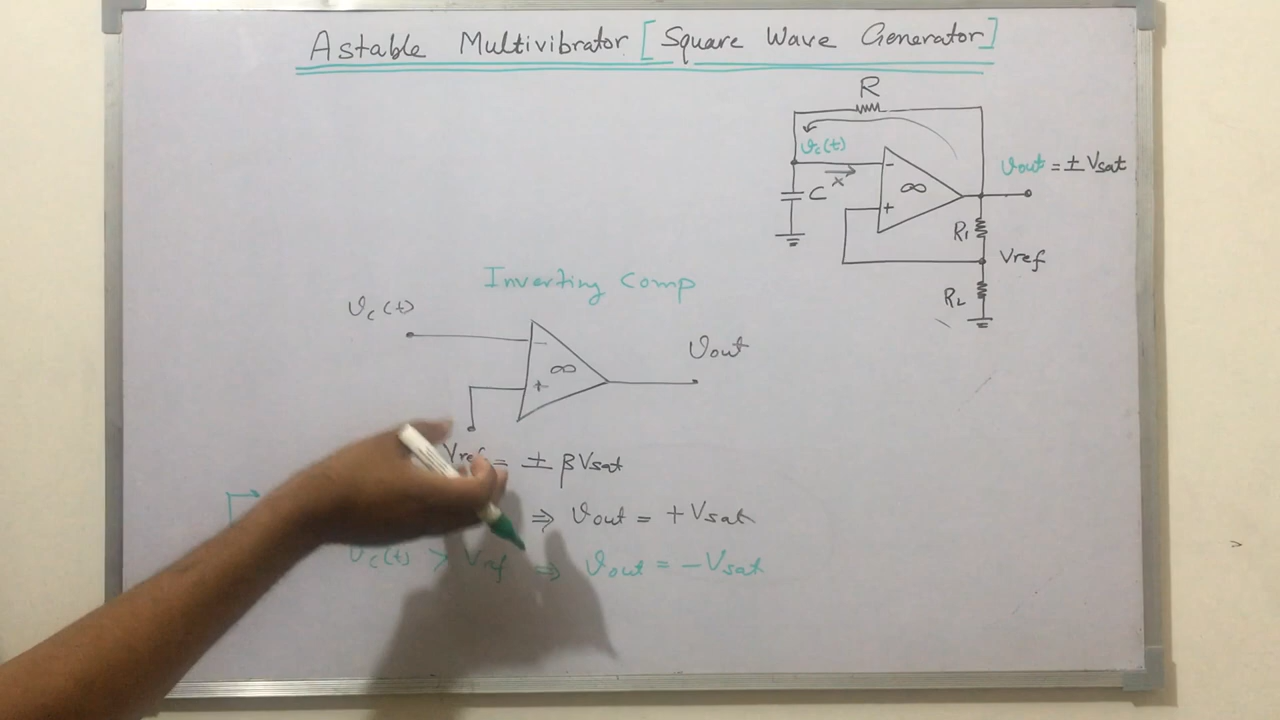 Astable Multivibrator [Square Wave Generator]
R
Vc(t)
C
x
-
∞
+
Vout = ± Vsat
R1
Vref
R2
Inverting Comp
Vc(t)
-
∞
+
Vout
Vref = ± βVsat
⇒ Vout = +Vsat
Vc(t) > Vref ⇒ Vout = -Vsat